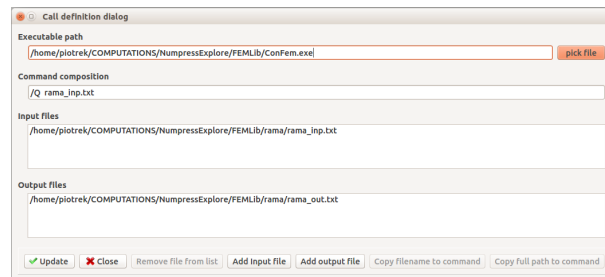 Call definition dialog
Executable path
/home/piotrek/COMPUTATIONS/NumpressExplore/FEMLib/ConFem.exe
pick file
Command composition
/Q rama_inp.txt
Input files
/home/piotrek/COMPUTATIONS/NumpressExplore/FEMLib/rama/rama_inp.txt
Output files
/home/piotrek/COMPUTATIONS/NumpressExplore/FEMLib/rama/rama_out.txt
Update Close Remove file from list Add Input file Add output file Copy filename to command Copy full path to command